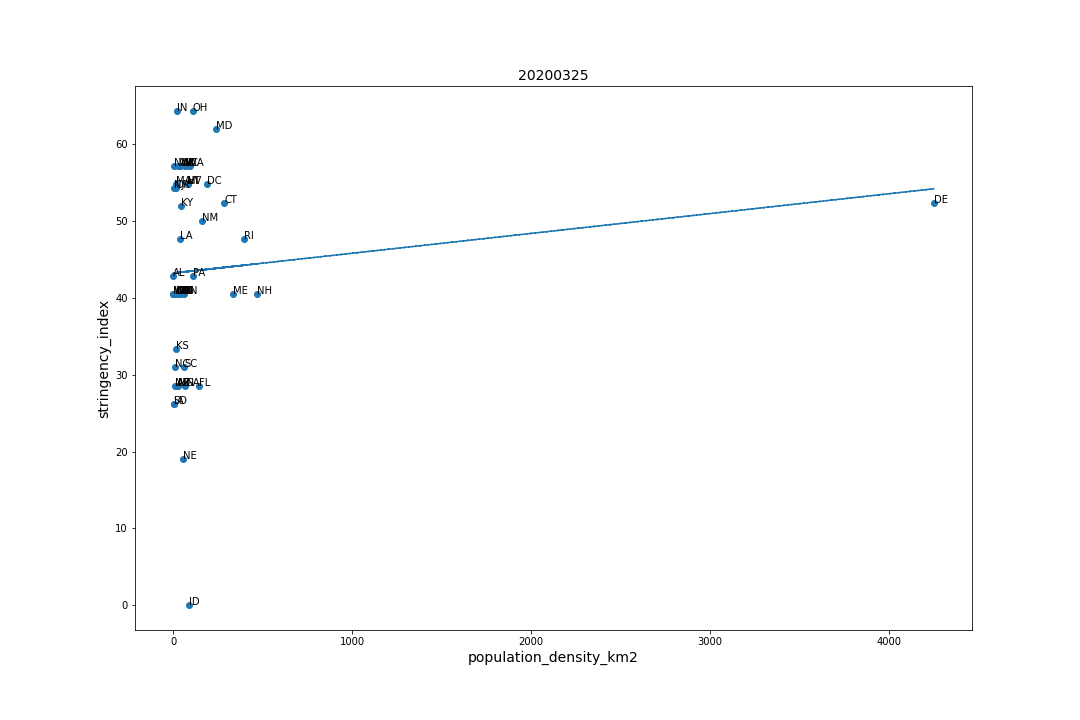 20200325
IN OH
MD
DC
CT
KY
DE
NM
LA RI
AL PA
ME NH
KS
NC SC
FL
NE
ID
60
50
40
30
20
10
0
stringency_index
0 1000 2000 3000 4000
population_density_km2